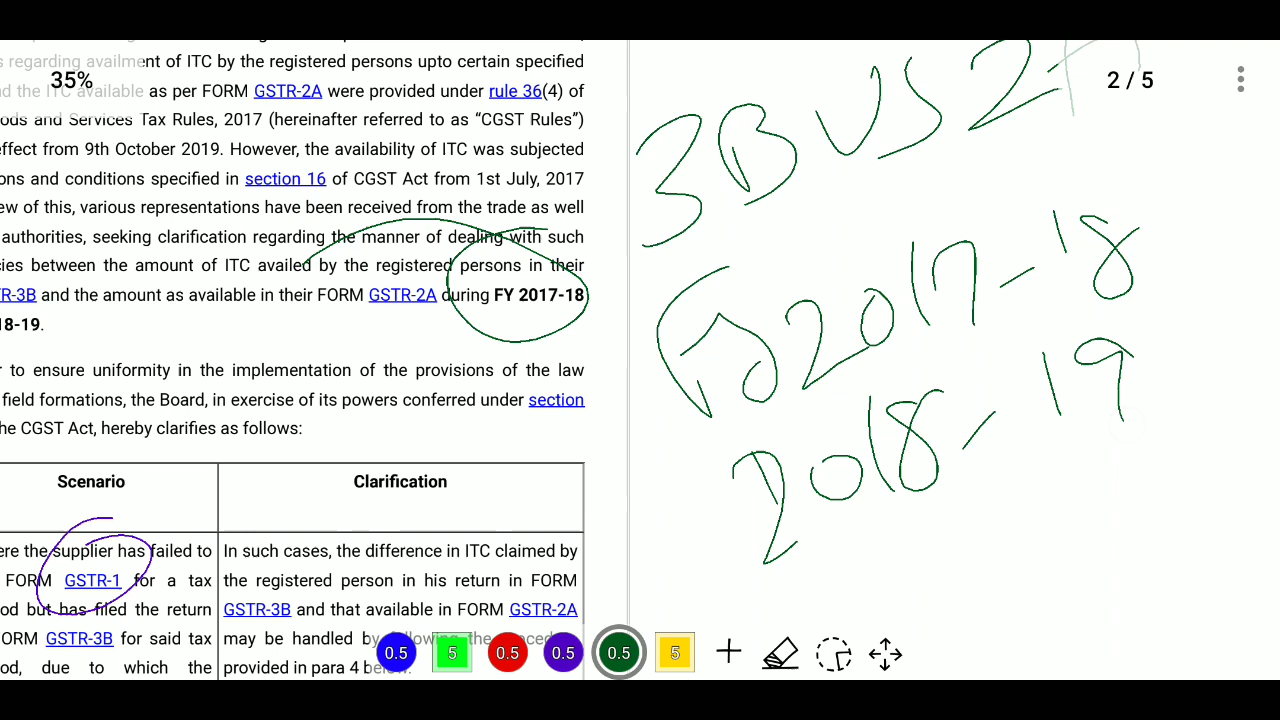 s regarding availment of ITC by the registered persons upto certain specified
35%
nd the ITC available as per FORM GSTR-2A were provided under rule 36(4) of
ods and Services Tax Rules, 2017 (hereinafter referred to as “CGST Rules”)
effect from 9th October 2019. However, the availability of ITC was subjected
ons and conditions specified in section 16 of CGST Act from 1st July, 2017
ew of this, various representations have been received from the trade as well
authorities, seeking clarification regarding the manner of dealing with such
cies between the amount of ITC availed by the registered persons in their
R-3B and the amount as available in their FORM GSTR-2A during FY 2017-18
18-19.
r to ensure uniformity in the implementation of the provisions of the law
field formations, the Board, in exercise of its powers conferred under section
he CGST Act, hereby clarifies as follows:
Scenario
Clarification
ere the supplier has failed to
FORM GSTR-1 for a tax
od but has filed the return
ORM GSTR-3B for said tax
od, due to which the
In such cases, the difference in ITC claimed by
the registered person in his return in FORM
GSTR-3B and that available in FORM GSTR-2A
may be handled by following the
provided in para 4 below.
2 / 5
3B VS 2A
2017-18
2018-19
0.5
5
0.5
0.5
0.5
5